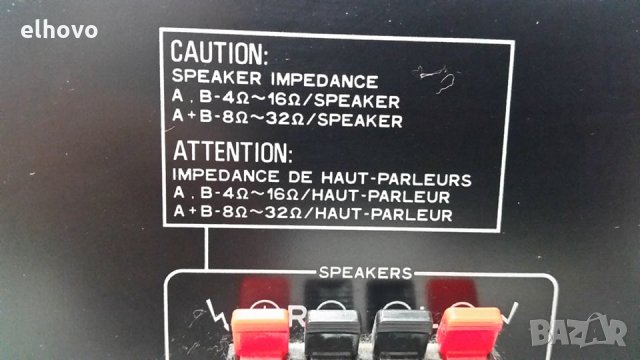 elhovo
CAUTION:
SPEAKER IMPEDANCE
A, B-4Ω~16Ω/SPEAKER
A+B-8Ω~32Ω/SPEAKER
ATTENTION:
IMPEDANCE DE HAUT-PARLEURS
A, B-4Ω~16Ω/HAUT-PARLEUR
A+B-8Ω~32Ω/HAUT-PARLEUR
SPEAKERS
R
BAZAR